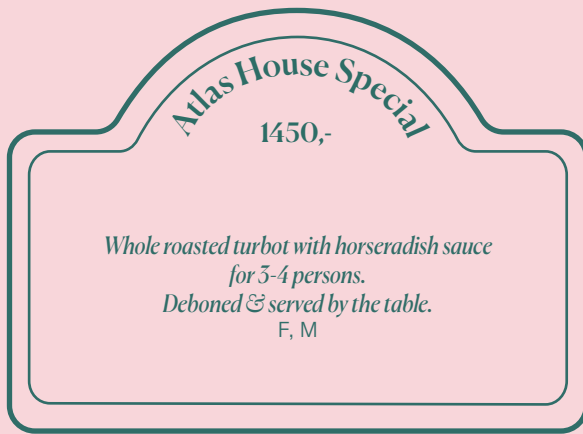 Atlas House Special
1450,-
Whole roasted turbot with horseradish sauce
for 3-4 persons.
Deboned & served by the table.
F, M